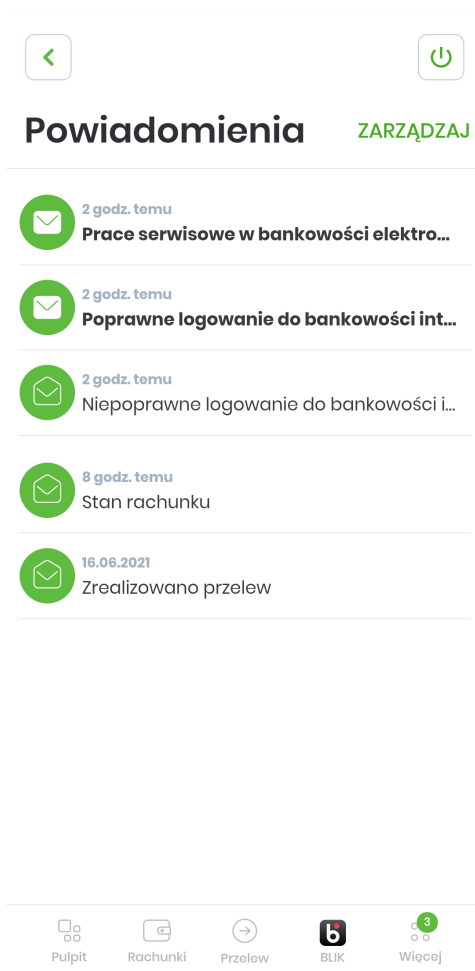 Powiadomienia
ZARZĄDZAJ
2 godz. temu
Prace serwisowe w bankowości elektro...
2 godz. temu
Poprawne logowanie do bankowości int...
2 godz. temu
Niepoprawne logowanie do bankowości i...
8 godz. temu
Stan rachunku
16.06.2021
Zrealizowano przelew
b
3
Pulpit
Rachunki
Przelew
BLIK
Więcej